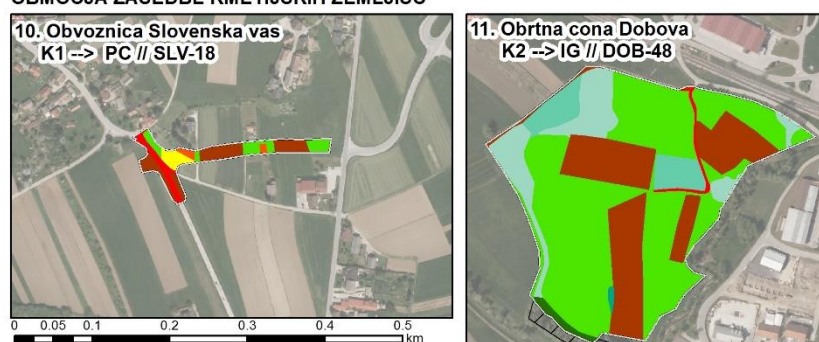 OBMOČJA ZASEDBE KMETIJSKIH ZEMLJIŠČ
10. Obvoznica Slovenska vas
K1 --> PC // SLV-18
11. Obrtna cona Dobova
K2 --> IG // DOB-48
0 0.05 0.1 0.2 0.3 0.4 0.5
km